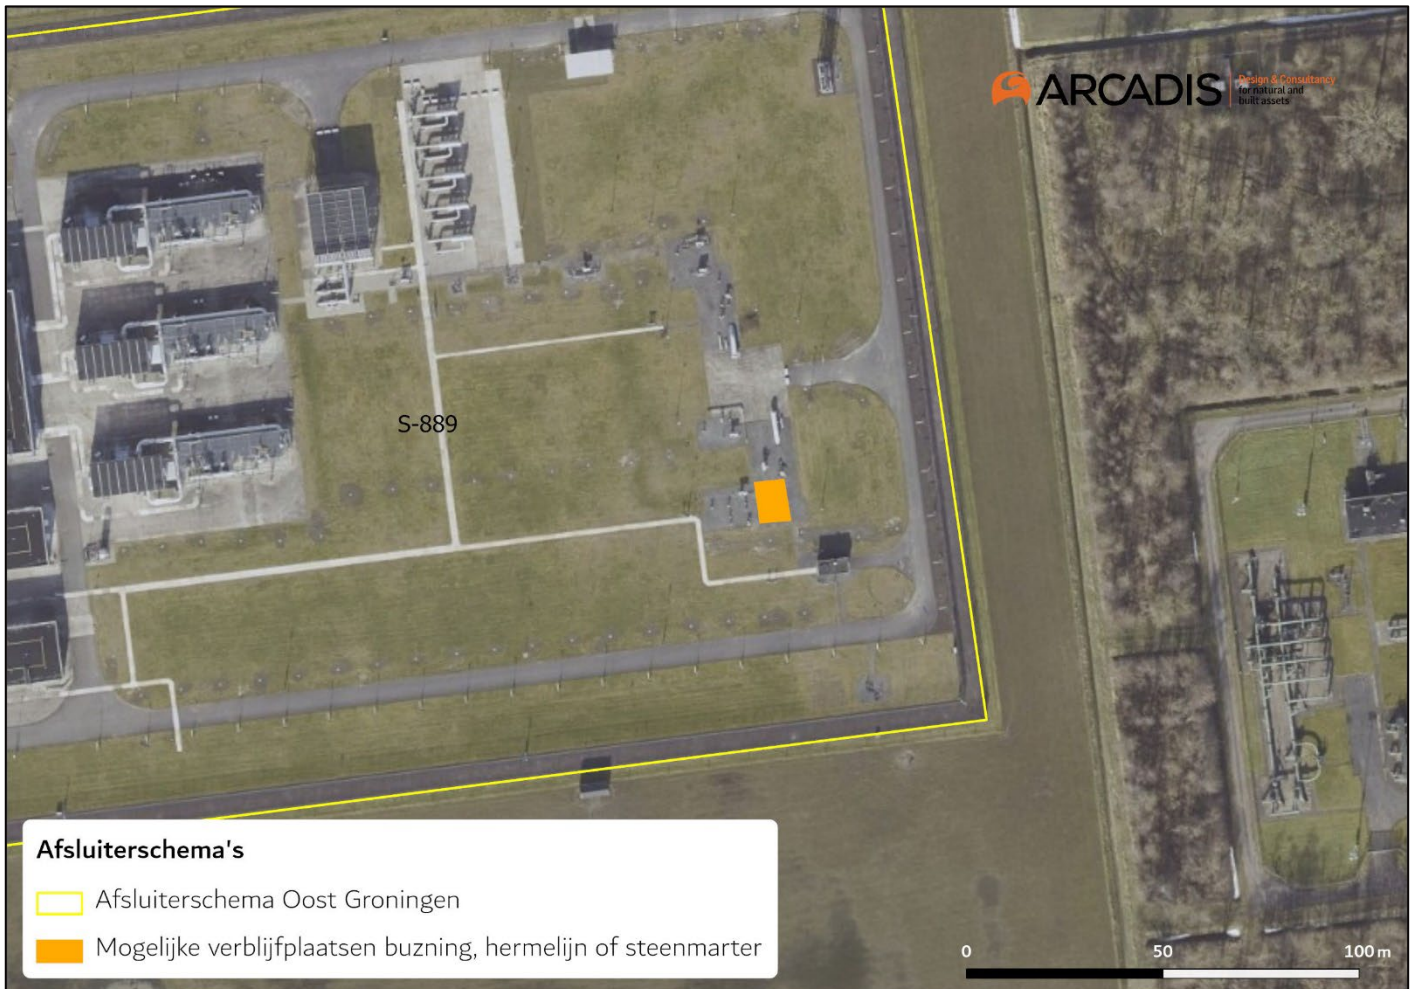 ARCADIS
Design & Consultancy
for natural and
built assets
S-889
Afsluiterschema's
Afsluiterschema Oost Groningen
Mogelijke verblijfplaatsen buzning, hermelijn of steenmarter
0 50 100 m